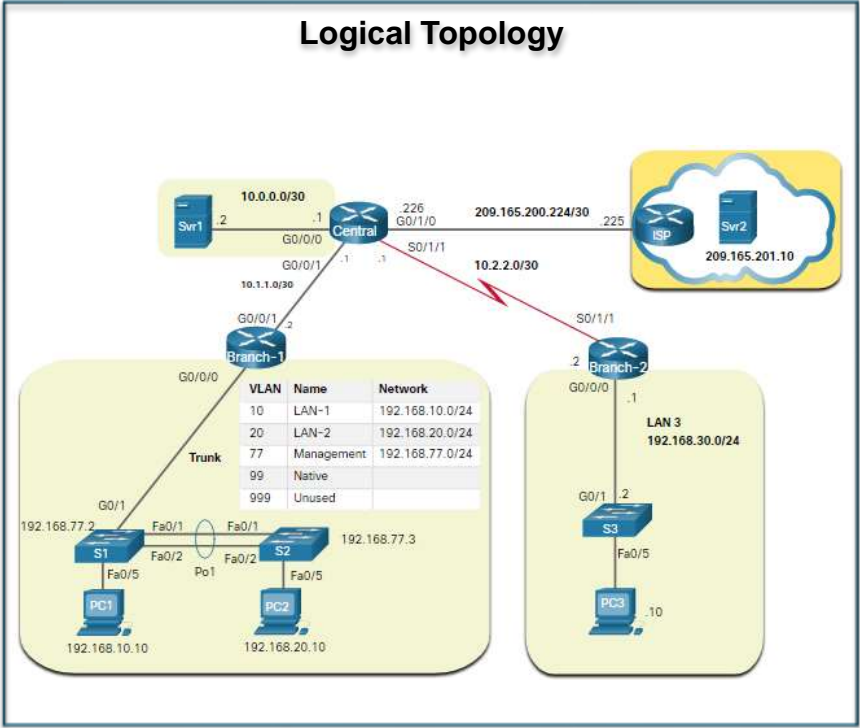 Logical Topology
10.0.0.0/30
Svr1
.2
.1
G0/0/0
Central
.226
G0/1/0
209.165.200.224/30
.225
ISP
Svr2
209.165.201.10
S0/1/1
G0/0/1
.1
.1
10.2.2.0/30
10.1.1.0/30
G0/0/1
.2
Branch-1
G0/0/0
S0/1/1
.2
Branch-2
G0/0/0
.1
VLAN Name Network
10 LAN-1 192.168.10.0/24
20 LAN-2 192.168.20.0/24
77 Management 192.168.77.0/24
99 Native
999 Unused
Trunk
LAN 3
192.168.30.0/24
G0/1
192.168.77.2
S1
Fa0/1
Fa0/1
Fa0/2
Fa0/2
Po1
S2
192.168.77.3
Fa0/5
Fa0/5
PC1
PC2
192.168.10.10
192.168.20.10
G0/1
.2
S3
Fa0/5
PC3
.10